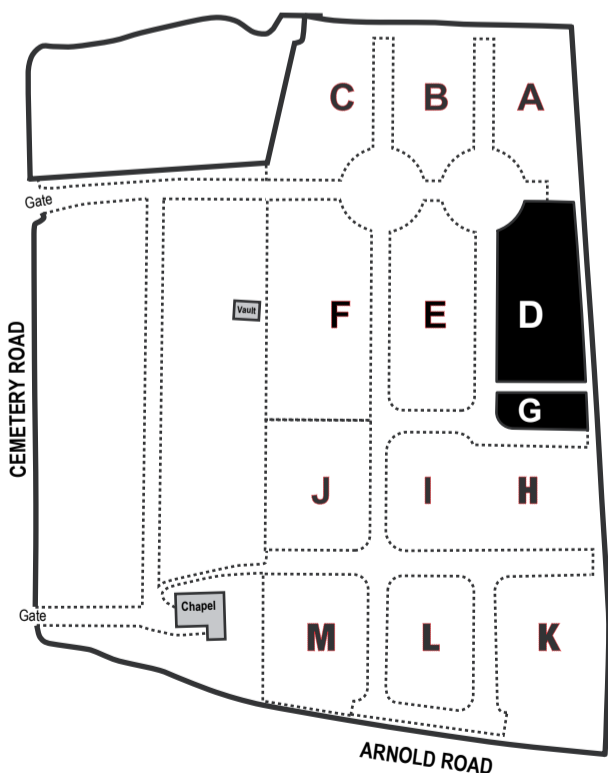 C B A
Gate
Vault
F E D
G
CEMETERY ROAD
J I H
Chapel
Gate
M L K
ARNOLD ROAD